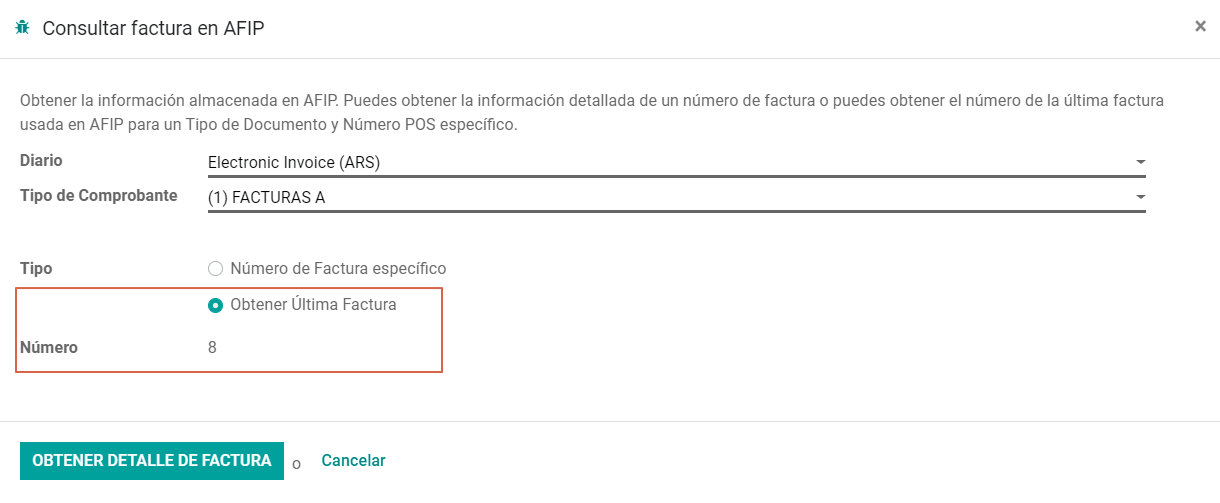 Consultar factura en AFIP
×
Obtener la información almacenada en AFIP. Puedes obtener la información detallada de un número de factura o puedes obtener el número de la última factura
usada en AFIP para un Tipo de Documento y Número POS específico.
Diario Electronic Invoice (ARS)
Tipo de Comprobante (1) FACTURAS A
Tipo Número de Factura específico
Obtener Última Factura
Número 8
OBTENER DETALLE DE FACTURA o Cancelar